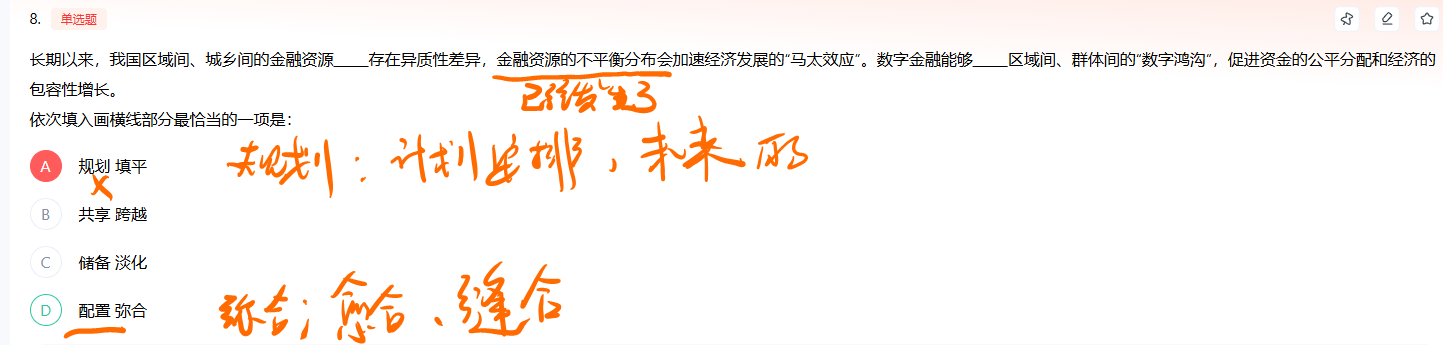 8. 单选题
长期以来，我国区域间、城乡间的金融资源_____存在异质性差异，金融资源的不平衡分布会加速经济发展的“马太效应”。数字金融能够_____区域间、群体间的“数字鸿沟”，促进资金的公平分配和经济的
包容性增长。
已经发生了
依次填入画横线部分最恰当的一项是：
A 规划 填平
规划：计划安排，未来的
B 共享 跨越
C 储备 淡化
D 配置 弥合
弥合：愈合、缝合